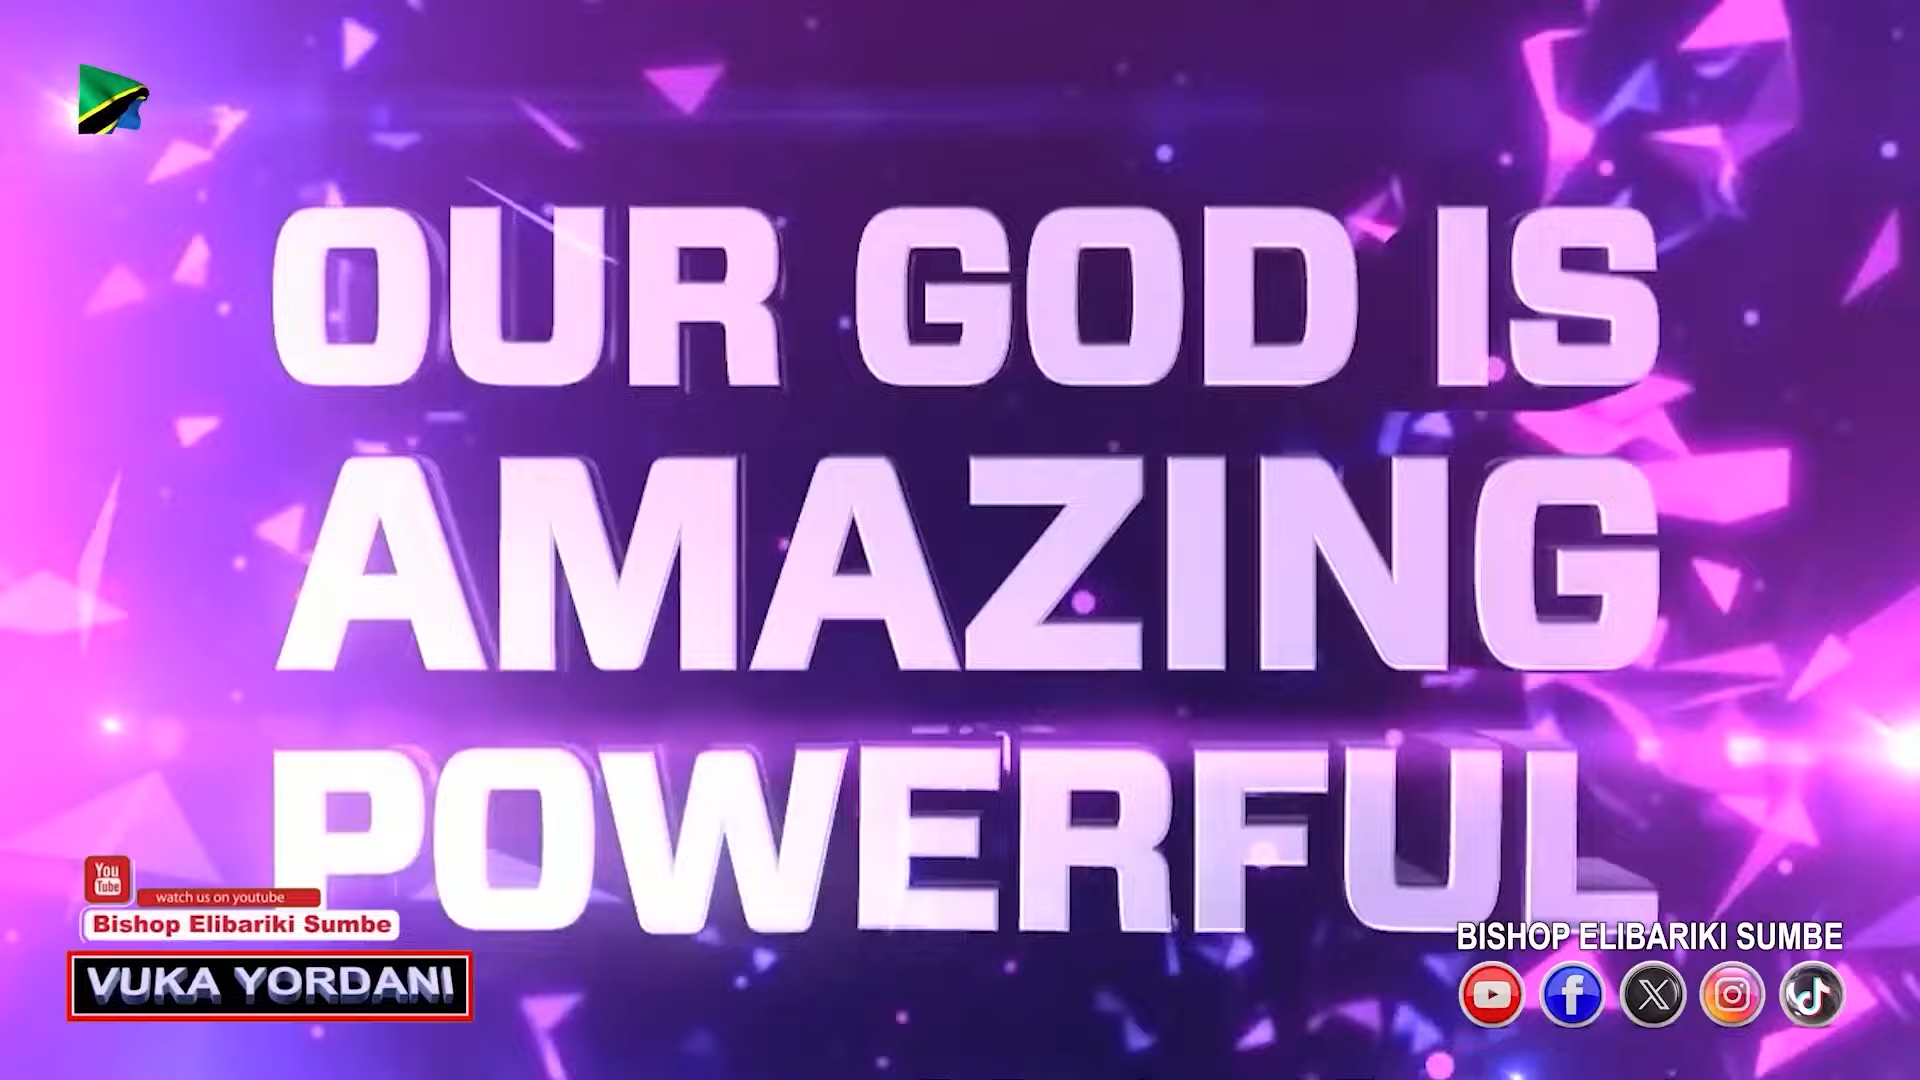 OUR GOD IS
AMAZING
POWERFUL
You
Tube
watch us on youtube
Bishop Elibariki Sumbe
VUKA YORDANI
BISHOP ELIBARIKI SUMBE